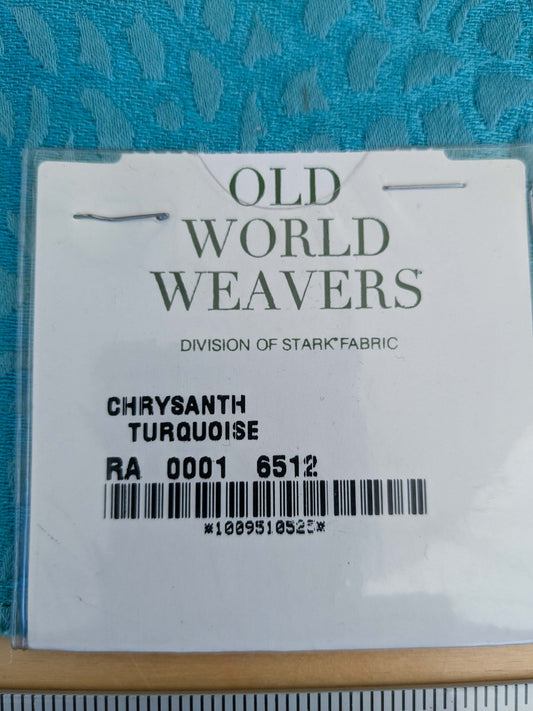 OLD
WORLD
WEAVERS
DIVISION OF STARK FABRIC
CHRYSANTH
TURQUOISE
RA 0001 6512